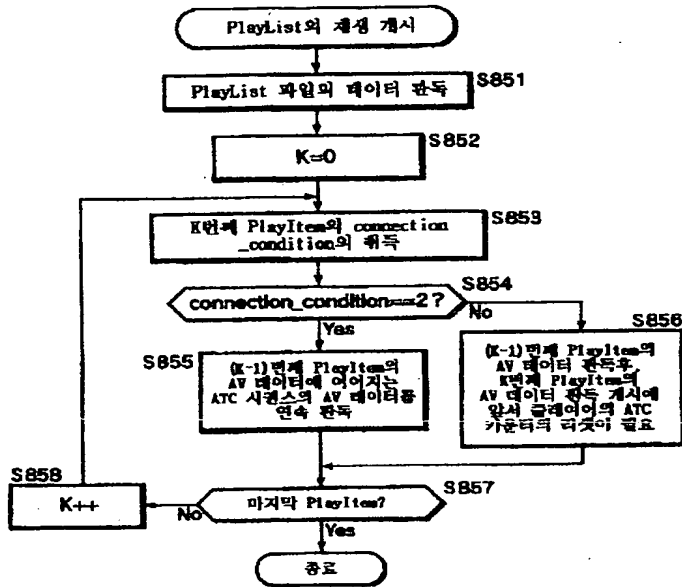 PlayList의 재생 개시
S851
PlayList 파일의 데이터 판독
S852
K=0
S853
K번째 PlayItem의 connection
_condition의 취득
S854
connection_condition==2?
No
Yes
S855
(K-1)번째 PlayItem의
AV 데이터에 이어지는
ATC 시퀀스의 AV 데이터를
연속 판독
S856
(K-1)번째 PlayItem의
AV 데이터 판독후,
K번째 PlayItem의
AV 데이터 판독 개시에
앞서 플레이어의 ATC
카운터의 리셋이 필요
S858
K++
S857
마지막 PlayItem?
No
Yes
종료